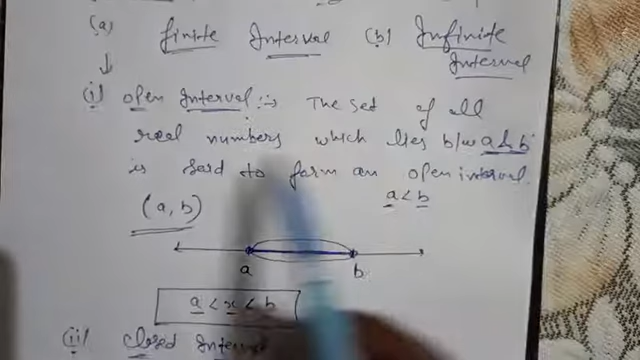 (a) Finite Interval (b) Infinite Interval
(i) open Interval :- The set of all
real numbers which lies b/w a & b
is said to form an open interval.
(a, b) a < b
a b
a < x < b
(ii) closed Interval